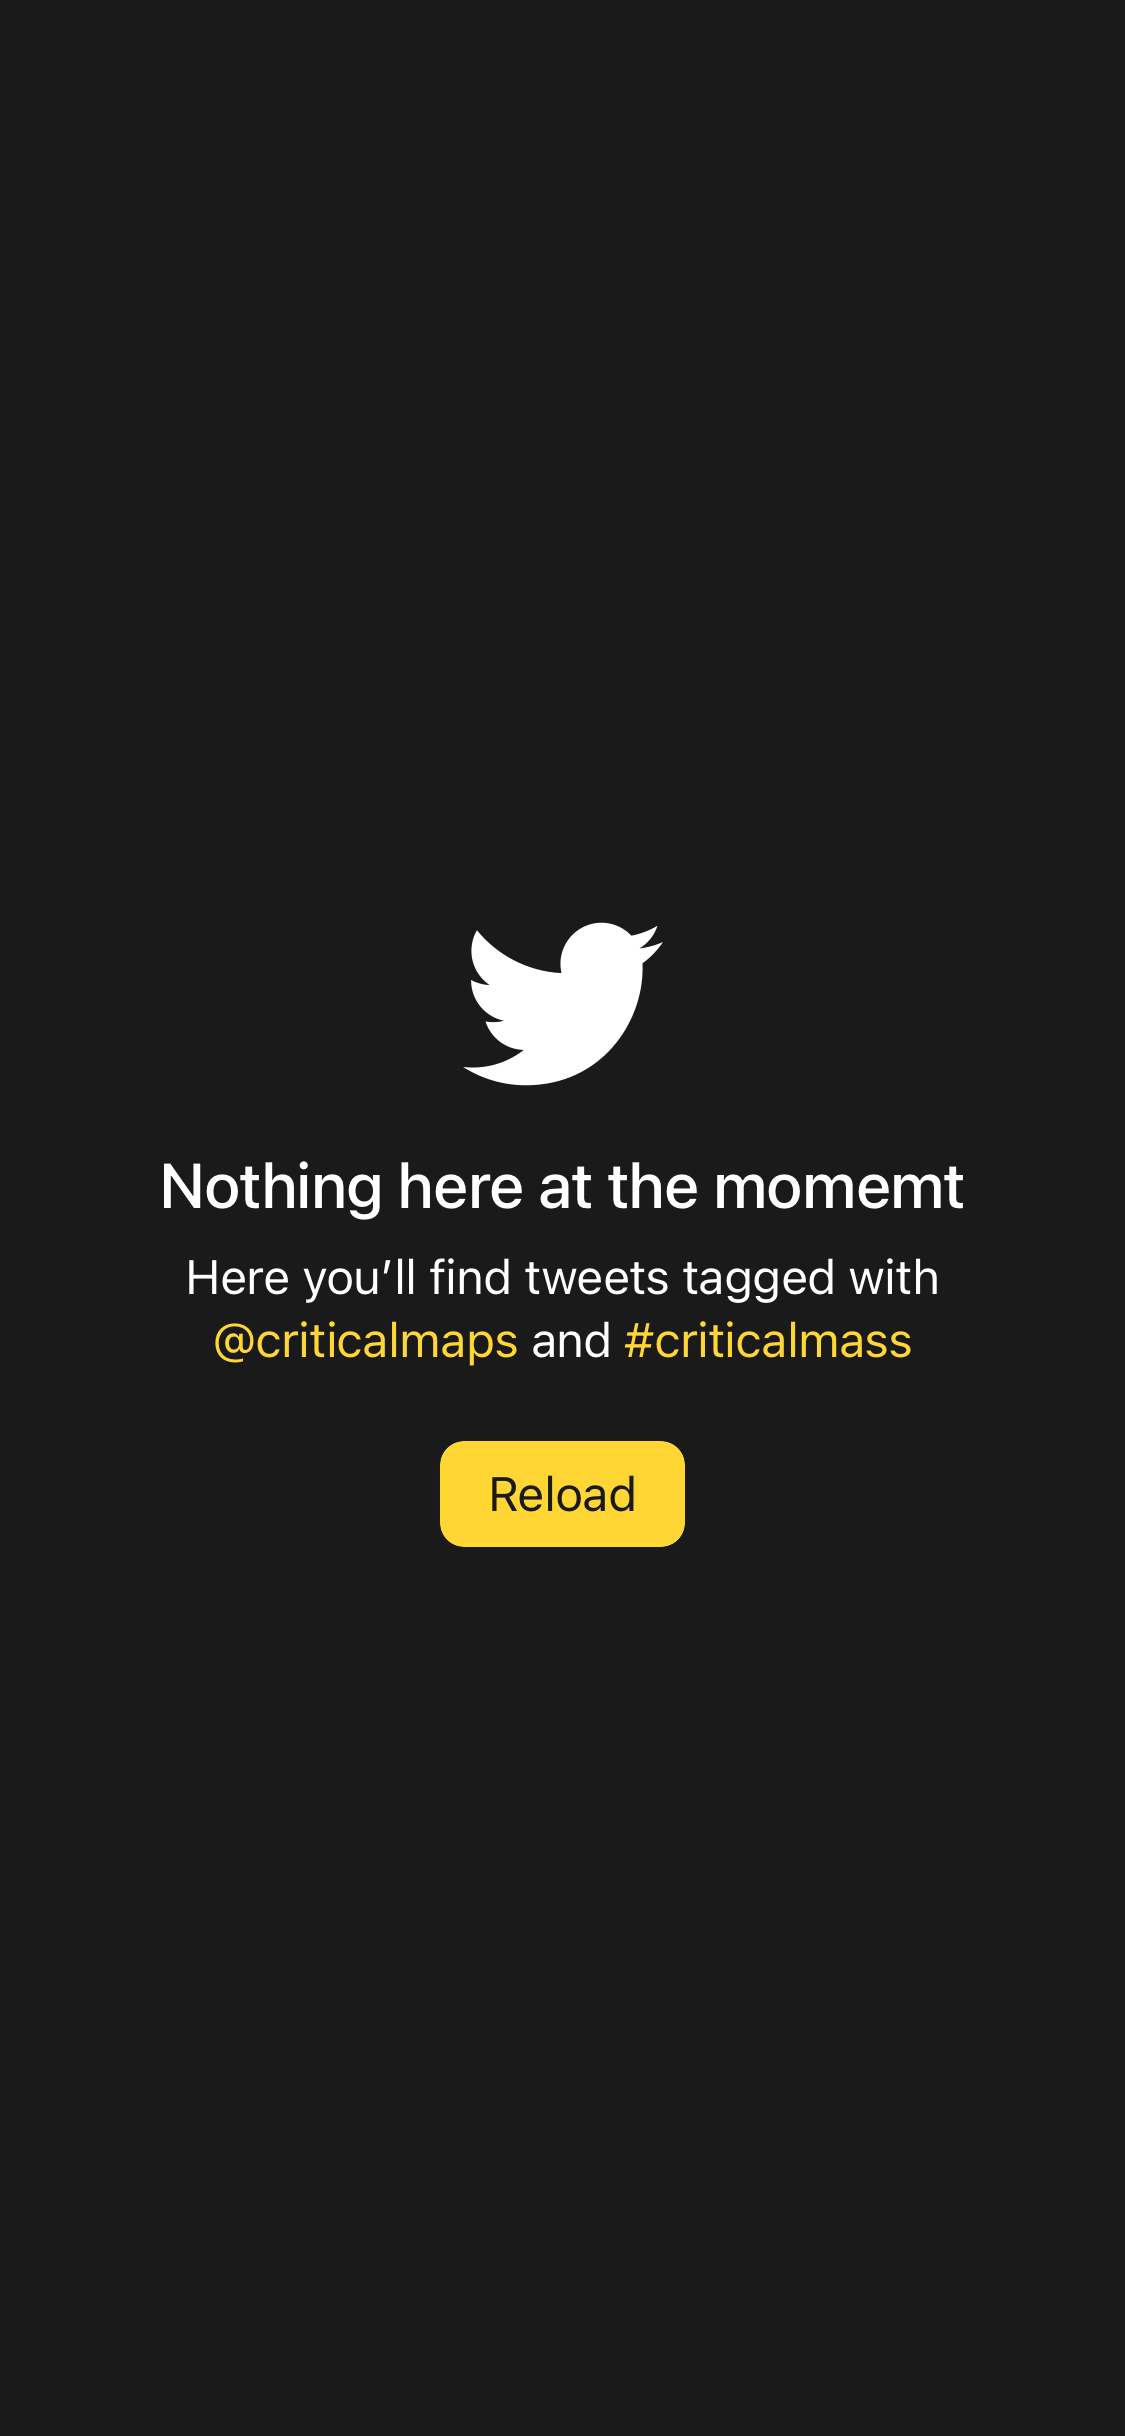 Nothing here at the momemt
Here you’ll find tweets tagged with
@criticalmaps and #criticalmass
Reload